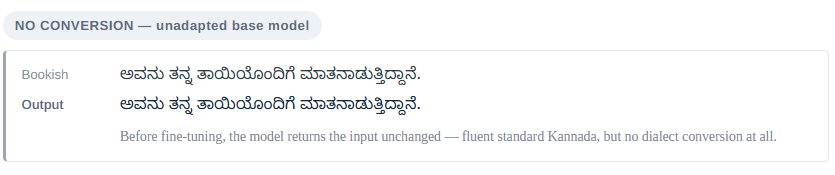 NO CONVERSION — unadapted base model
Bookish ಅವನು ತನ್ನ ತಾಯಿಯೊಂದಿಗೆ ಮಾತನಾಡುತ್ತಿದ್ದಾನೆ.
Output ಅವನು ತನ್ನ ತಾಯಿಯೊಂದಿಗೆ ಮಾತನಾಡುತ್ತಿದ್ದಾನೆ.
Before fine-tuning, the model returns the input unchanged — fluent standard Kannada, but no dialect conversion at all.